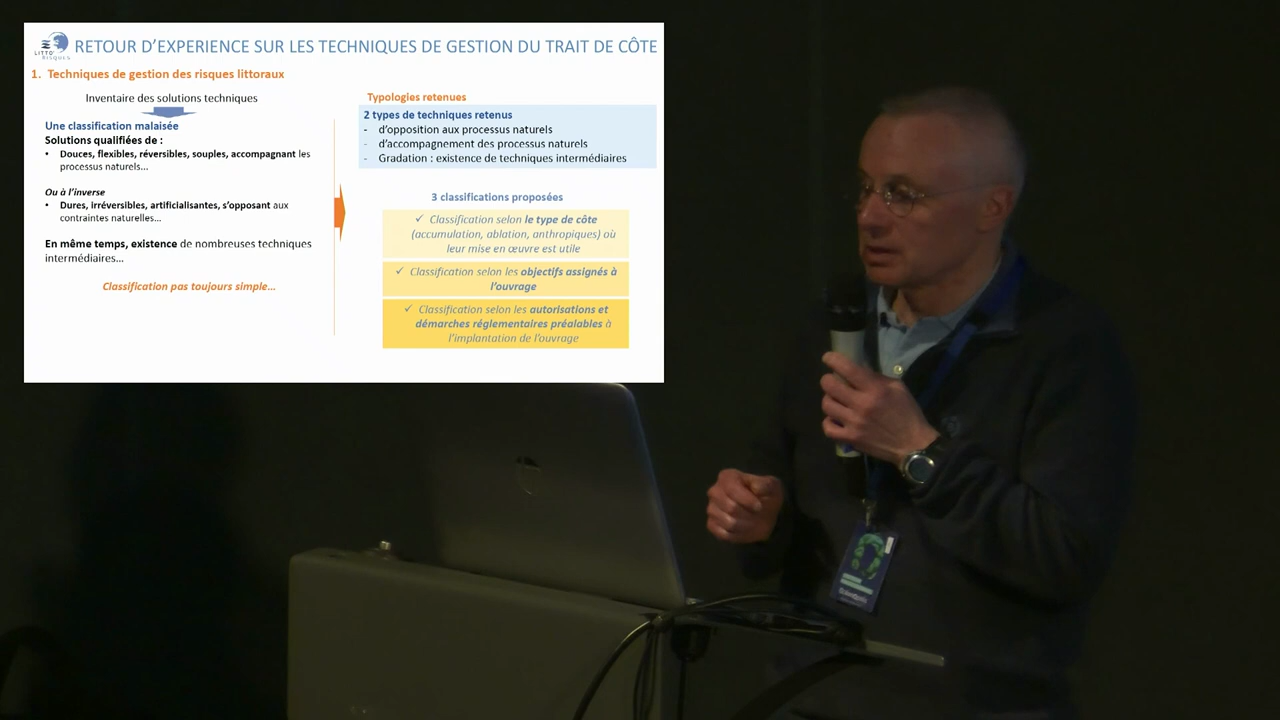 LITTO'
RISQUES
RETOUR D'EXPERIENCE SUR LES TECHNIQUES DE GESTION DU TRAIT DE CÔTE
1. Techniques de gestion des risques littoraux
Inventaire des solutions techniques
Une classification malaisée
Solutions qualifiées de :
• Douces, flexibles, réversibles, souples, accompagnant les
processus naturels...
Ou à l'inverse
• Dures, irréversibles, artificialisantes, s'opposant aux
contraintes naturelles...
En même temps, existence de nombreuses techniques
intermédiaires...
Classification pas toujours simple...
Typologies retenues
2 types de techniques retenus
- d'opposition aux processus naturels
- d'accompagnement des processus naturels
- Gradation : existence de techniques intermédiaires
3 classifications proposées
✓ Classification selon le type de côte
(accumulation, ablation, anthropiques) où
leur mise en œuvre est utile
✓ Classification selon les objectifs assignés à
l'ouvrage
✓ Classification selon les autorisations et
démarches réglementaires préalables à
l'implantation de l'ouvrage